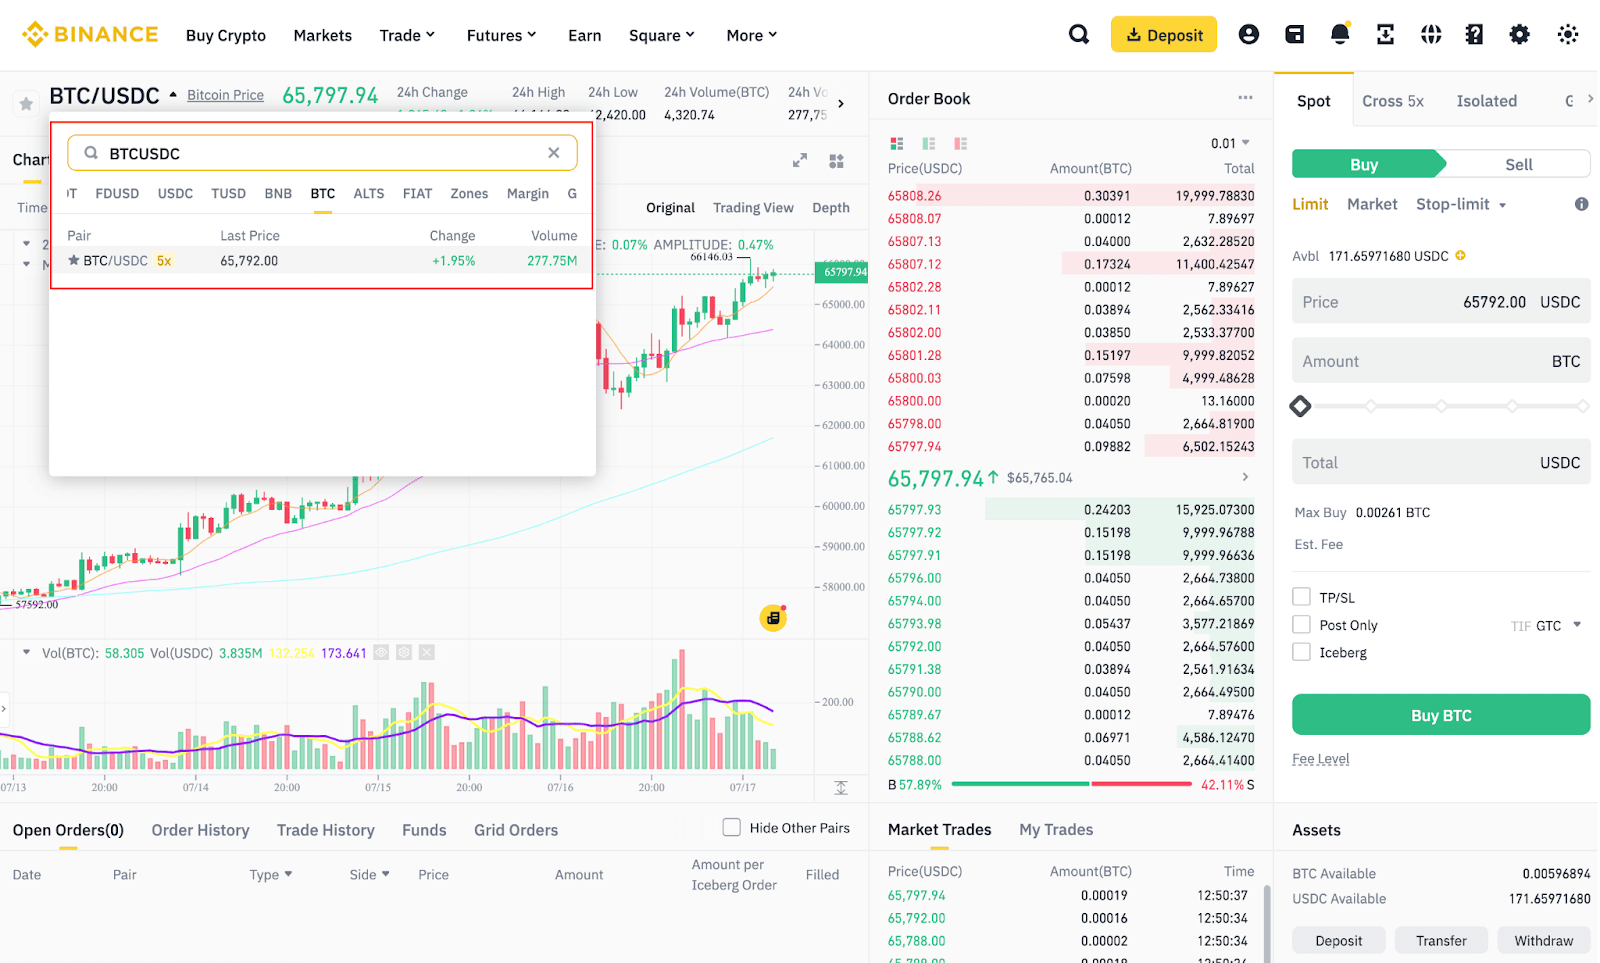 BINANCE Buy Crypto Markets Trade Futures Earn Square More Deposit
BTC/USDC Bitcoin Price 65,797.94
24h Change 24h High 24h Low 24h Volume(BTC)
2,420.00 4,320.74 277,75
BTCUSDC
Chart
FDUSD USDC TUSD BNB BTC ALTS FIAT Zones Margin G
Time Original Trading View Depth
Pair Last Price Change Volume
BTC/USDC 5x 65,792.00 +1.95% 277.75M
E: 0.07% AMPLITUDE: 0.47%
66146.03
65797.94
65000.00
64000.00
63000.00
62000.00
61000.00
60000.00
59000.00
58000.00
57592.00
Vol(BTC): 58.305 Vol(USDC) 3.835M 132.254 173.641
200.00
07/13 20:00 07/14 20:00 07/15 20:00 07/16 20:00 07/17
Order Book
0.01
Price(USDC) Amount(BTC) Total
65808.26 0.30391 19,999.78830
65808.07 0.00012 7.89697
65807.13 0.04000 2,632.28520
65807.12 0.17324 11,400.42547
65802.28 0.00012 7.89627
65802.11 0.03894 2,562.33416
65802.00 0.03850 2,533.37700
65801.28 0.15197 9,999.82052
65800.03 0.07598 4,999.48628
65800.00 0.00020 13.16000
65798.00 0.04050 2,664.81900
65797.94 0.09882 6,502.15243
65,797.94 $65,765.04
65797.93 0.24203 15,925.07300
65797.92 0.15198 9,999.96788
65797.91 0.15198 9,999.96636
65796.00 0.04050 2,664.73800
65794.00 0.04050 2,664.65700
65793.98 0.05437 3,577.21869
65792.00 0.04050 2,664.57600
65791.38 0.03894 2,561.91634
65790.00 0.04050 2,664.49500
65789.67 0.00012 7.89476
65788.62 0.06971 4,586.12470
65788.00 0.04050 2,664.41400
B 57.89% 42.11% S
Spot Cross 5x Isolated
Buy Sell
Limit Market Stop-limit
Avbl 171.65971680 USDC
Price 65792.00 USDC
Amount BTC
Total USDC
Max Buy 0.00261 BTC
Est. Fee
TP/SL
Post Only TIF GTC
Iceberg
Buy BTC
Fee Level
Open Orders(0) Order History Trade History Funds Grid Orders Hide Other Pairs
Date Pair Type Side Price Amount Amount per Iceberg Order Filled
Market Trades My Trades
Price(USDC) Amount(BTC) Time
65,797.94 0.00019 12:50:37
65,792.00 0.00016 12:50:34
65,788.00 0.00002 12:50:34
Assets
BTC Available 0.00596894
USDC Available 171.65971680
Deposit Transfer Withdraw